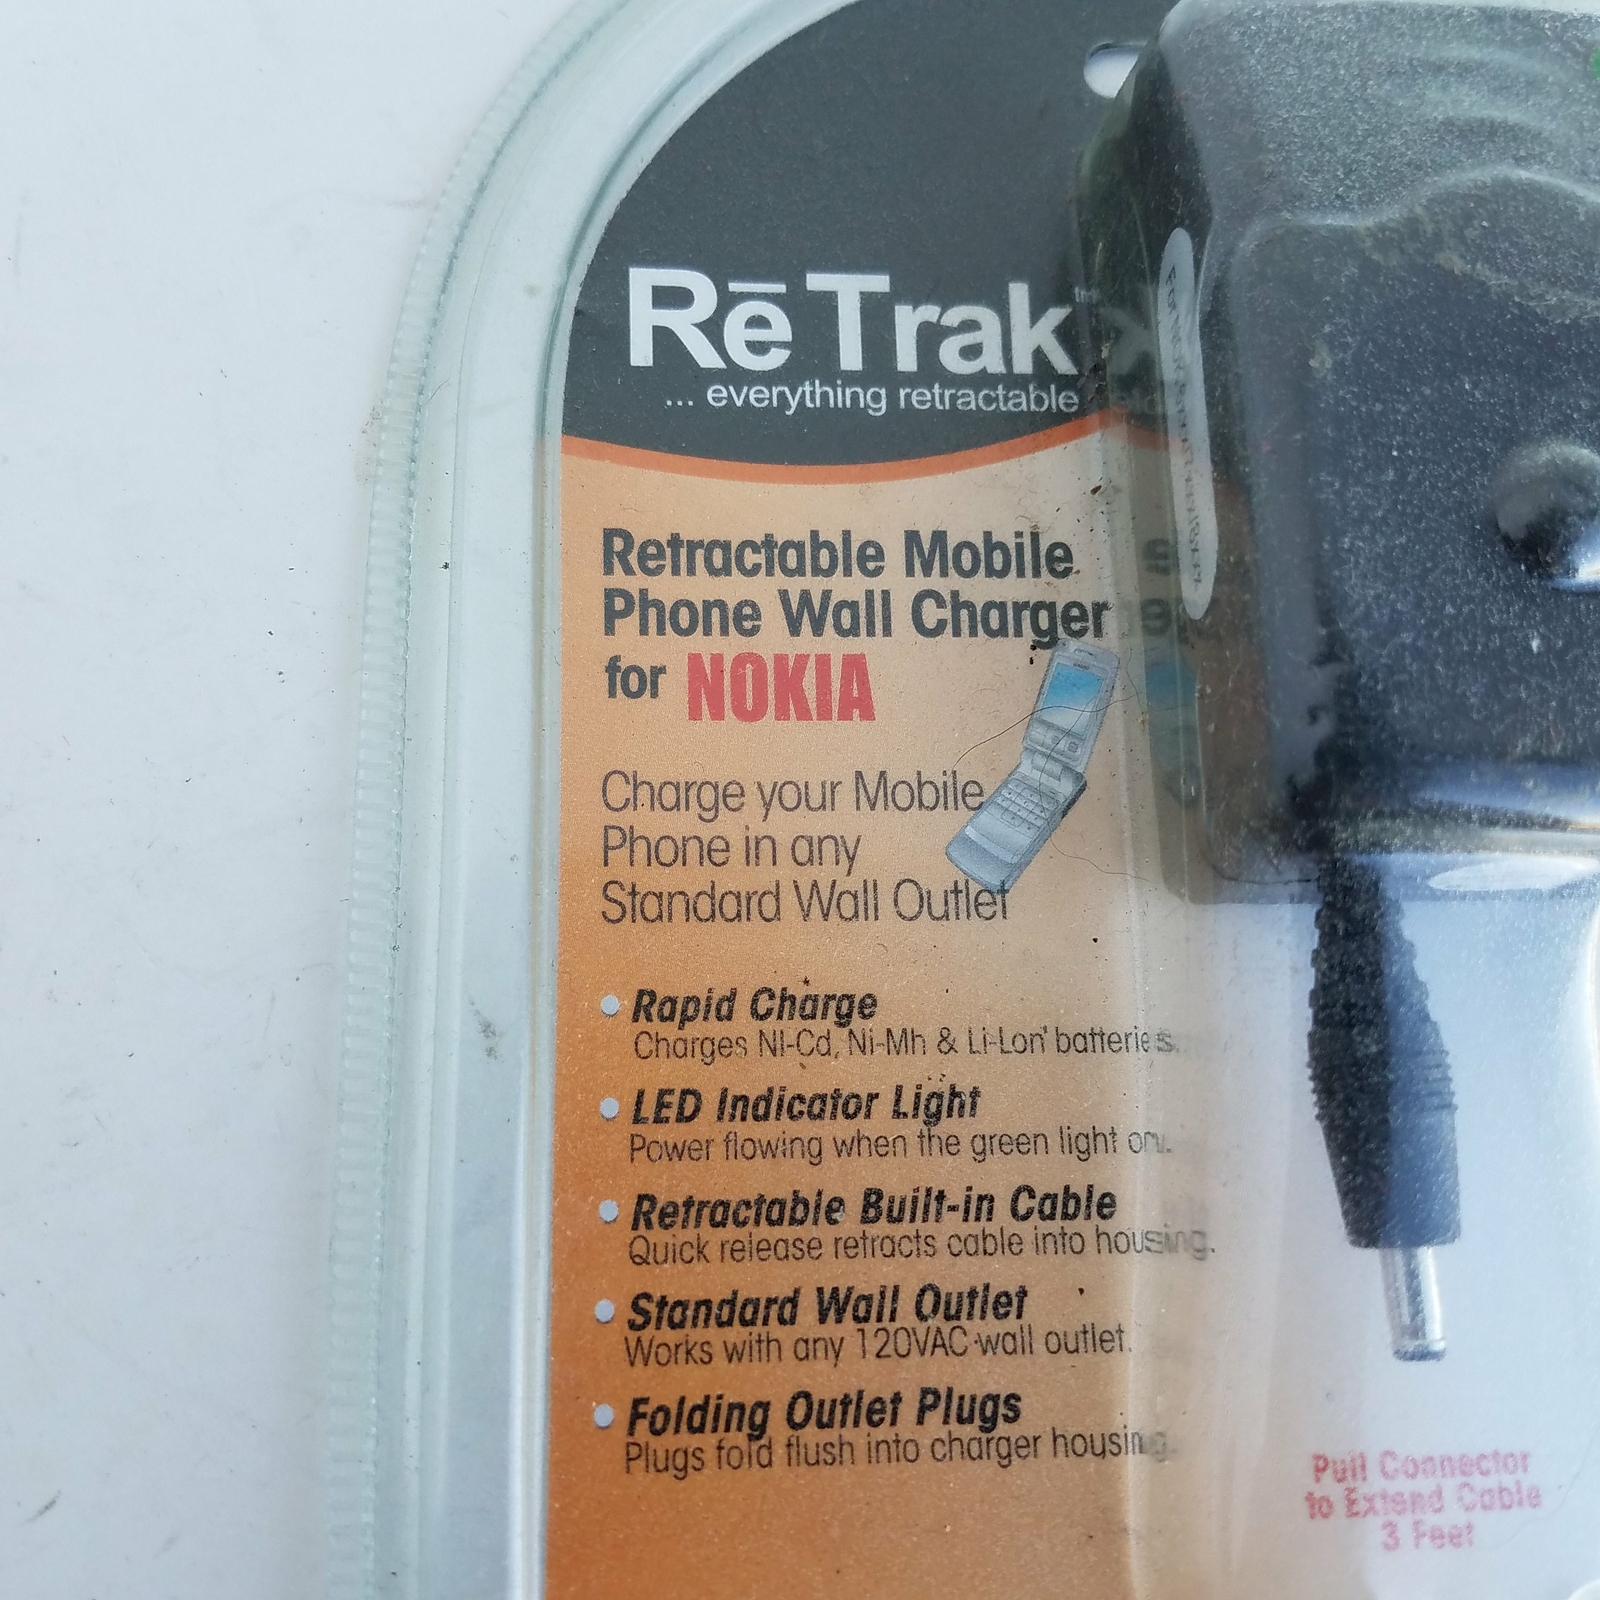 Rē Trak™
... everything retractable
Retractable Mobile
Phone Wall Charger
for NOKIA
Charge your Mobile
Phone in any
Standard Wall Outlet
Rapid Charge
Charges NI-Cd, Ni-Mh & Li-Lon' batteries.
LED Indicator Light
Power flowing when the green light on.
Retractable Built-in Cable
Quick release retracts cable into housing.
Standard Wall Outlet
Works with any 120VAC wall outlet.
Folding Outlet Plugs
Plugs fold flush into charger housing.
Pull Connector
to Extend Cable
3 Feet